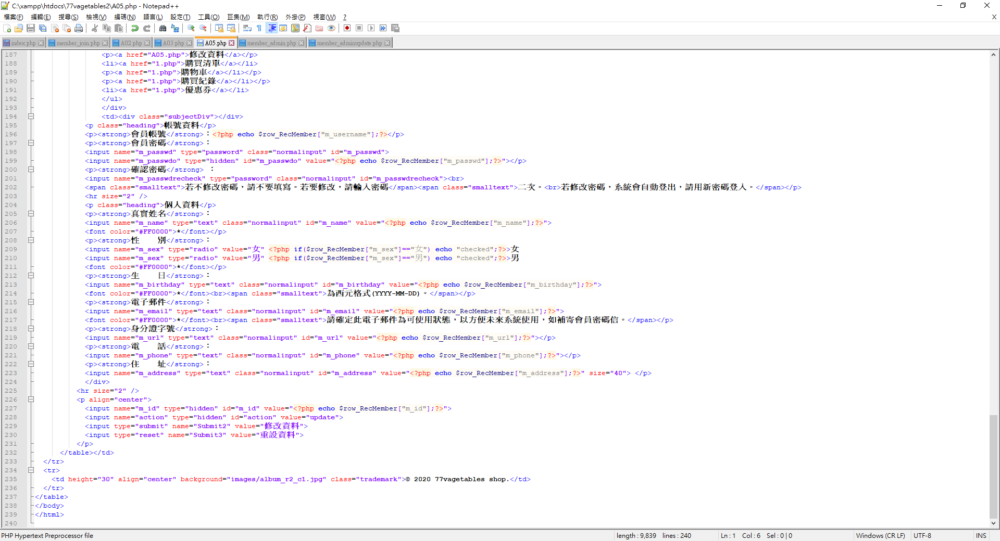 C:\xampp\htdocs\77vagetables2\A05.php - Notepad++
檔案(F) 編輯(E) 搜尋(S) 檢視(V) 編碼(N) 語言(L) 設定(T) 工具(O) 巨集(M) 執行(R) 外掛(P) 視窗(W) ? X
index.php member_join.php A02.php A03.php A05.php member_admin.php member_adminupdate.php
187 <p><a href="A05.php">修改資料</a></p>
188 <li><a href="1.php">購買清單</a></li>
189 <p><a href="1.php">購物車</a></li></p>
190 <p><a href="1.php">購買紀錄</a></li></p>
191 <li><a href="1.php">優惠券</a></li>
192 </ul>
193 </div>
194 <td><div class="subjectDiv"></div>
195 <p class="heading">帳號資料</p>
196 <p><strong>會員帳號</strong>：<?php echo $row_RecMember["m_username"];?></p>
197 <p><strong>會員密碼</strong>：
198 <input name="m_passwd" type="password" class="normalinput" id="m_passwd">
199 <input name="m_passwdo" type="hidden" id="m_passwdo" value="<?php echo $row_RecMember["m_passwd"];?>"></p>
200 <p><strong>確認密碼</strong> ：
201 <input name="m_passwdrecheck" type="password" class="normalinput" id="m_passwdrecheck"><br>
202 <span class="smalltext">若不修改密碼，請不要填寫。若要修改，請輸入密碼</span><span class="smalltext">二次。<br>若修改密碼，系統會自動登出，請用新密碼登入。</span></p>
203 <hr size="2" />
204 <p class="heading">個人資料</p>
205 <p><strong>真實姓名</strong>：
206 <input name="m_name" type="text" class="normalinput" id="m_name" value="<?php echo $row_RecMember["m_name"];?>">
207 <font color="#FF0000">*</font></p>
208 <p><strong>性　　別</strong>：
209 <input name="m_sex" type="radio" value="女" <?php if($row_RecMember["m_sex"]=="女") echo "checked";?>>女
210 <input name="m_sex" type="radio" value="男" <?php if($row_RecMember["m_sex"]=="男") echo "checked";?>>男
211 <font color="#FF0000">*</font></p>
212 <p><strong>生　　日</strong>：
213 <input name="m_birthday" type="text" class="normalinput" id="m_birthday" value="<?php echo $row_RecMember["m_birthday"];?>">
214 <font color="#FF0000">*</font><br><span class="smalltext">為西元格式(YYYY-MM-DD)。</span></p>
215 <p><strong>電子郵件</strong>：
216 <input name="m_email" type="text" class="normalinput" id="m_email" value="<?php echo $row_RecMember["m_email"];?>">
217 <font color="#FF0000">*</font><br><span class="smalltext">請確定此電子郵件為可使用狀態，以方便未來系統使用，如補寄會員密碼信。</span></p>
218 <p><strong>身分證字號</strong>：
219 <input name="m_url" type="text" class="normalinput" id="m_url" value="<?php echo $row_RecMember["m_url"];?>"></p>
220 <p><strong>電　　話</strong>：
221 <input name="m_phone" type="text" class="normalinput" id="m_phone" value="<?php echo $row_RecMember["m_phone"];?>"></p>
222 <p><strong>住　　址</strong>：
223 <input name="m_address" type="text" class="normalinput" id="m_address" value="<?php echo $row_RecMember["m_address"];?>" size="40"> </p>
224 </div>
225 <hr size="2" />
226 <p align="center">
227 <input name="m_id" type="hidden" id="m_id" value="<?php echo $row_RecMember["m_id"];?>">
228 <input name="action" type="hidden" id="action" value="update">
229 <input type="submit" name="Submit2" value="修改資料">
230 <input type="reset" name="Submit3" value="重設資料">
231 </p>
232 </table></td>
233 </tr>
234 <tr>
235 <td height="30" align="center" background="images/album_r2_c1.jpg" class="trademark">© 2020 77vagetables shop.</td>
236 </tr>
237 </table>
238 </body>
239 </html>
240
PHP Hypertext Preprocessor file length : 9,839 lines : 240 Ln : 1 Col : 6 Sel : 0 | 0 Windows (CR LF) UTF-8 INS